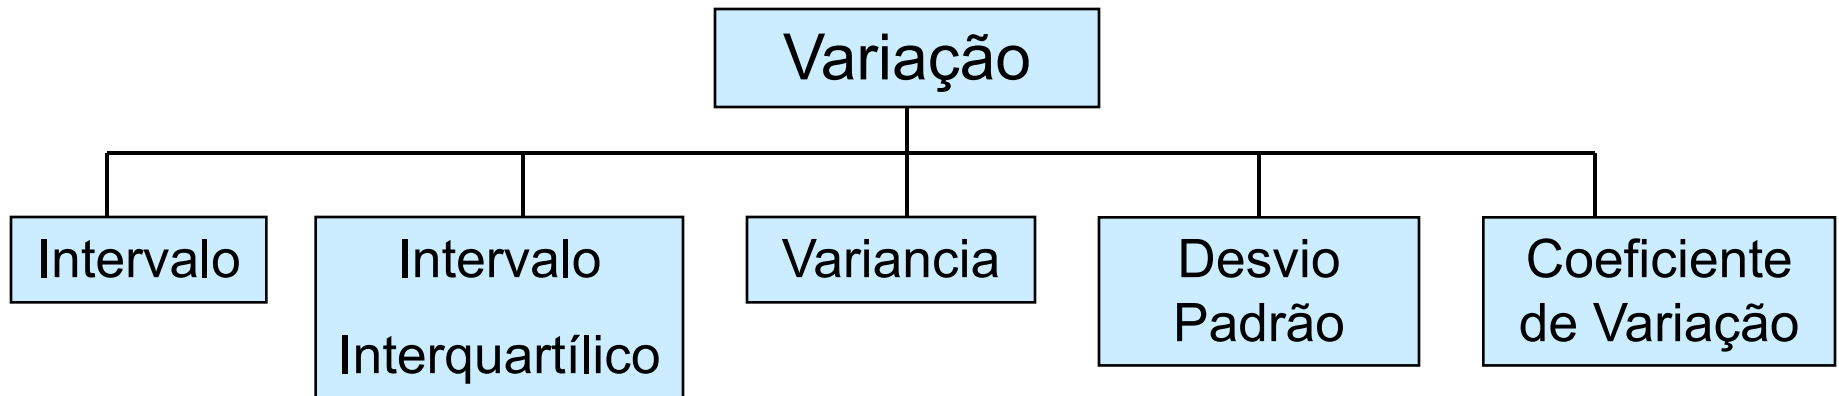 Variação
Intervalo
Intervalo
Interquartílico
Variancia
Desvio
Padrão
Coeficiente
de Variação